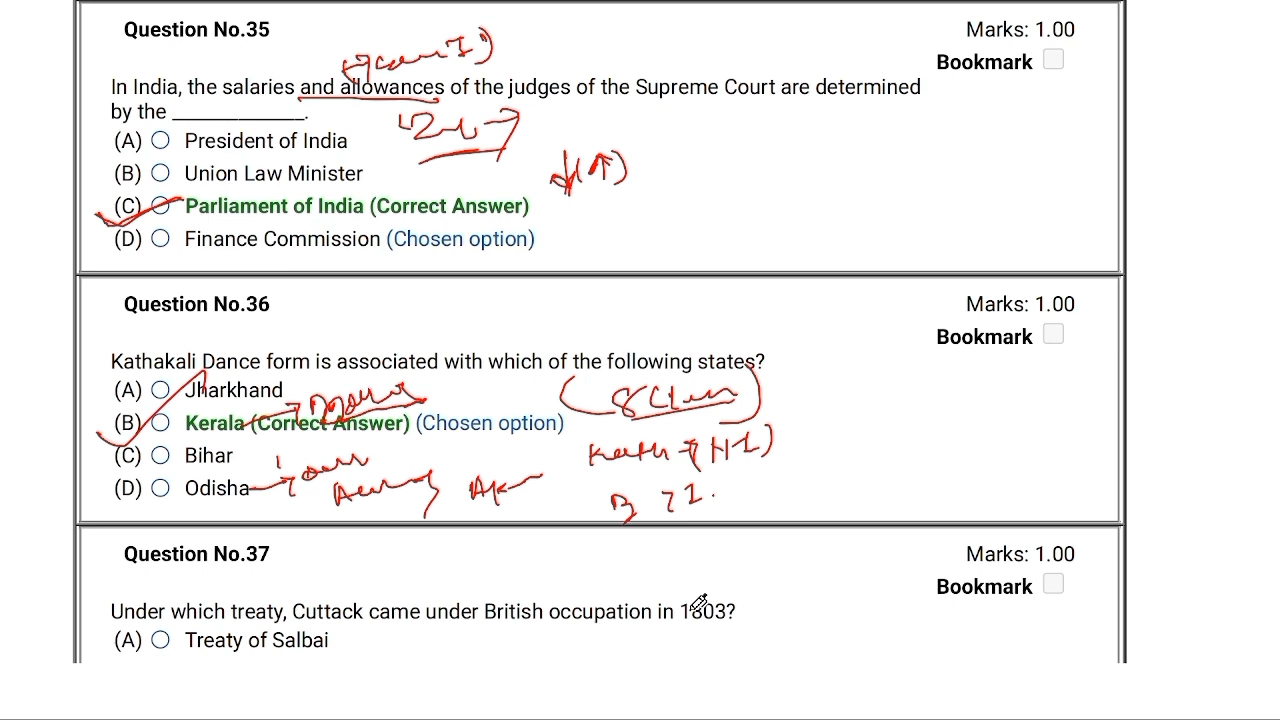 Question No.35
Marks: 1.00
Bookmark
In India, the salaries and allowances of the judges of the Supreme Court are determined
by the ____________.
(A) President of India
(B) Union Law Minister
(C) Parliament of India (Correct Answer)
(D) Finance Commission (Chosen option)
Question No.36
Marks: 1.00
Bookmark
Kathakali Dance form is associated with which of the following states?
(A) Jharkhand
(B) Kerala (Correct Answer) (Chosen option)
(C) Bihar
(D) Odisha
Question No.37
Marks: 1.00
Bookmark
Under which treaty, Cuttack came under British occupation in 1803?
(A) Treaty of Salbai